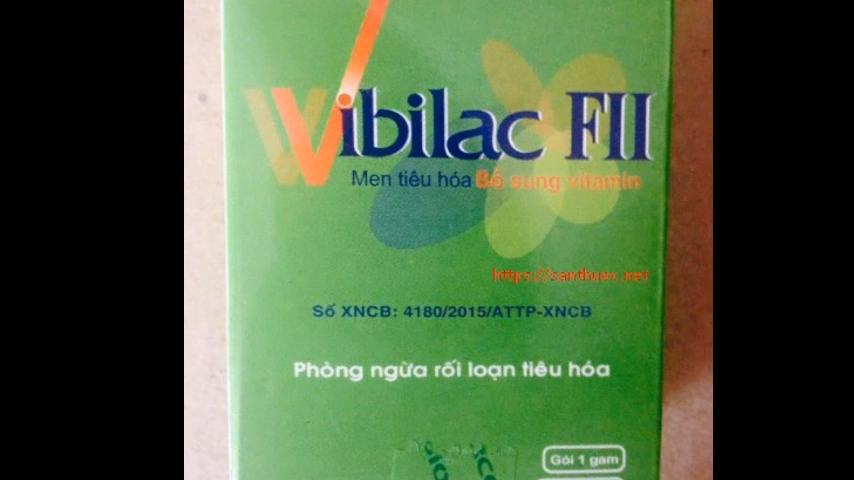 Vibilac FII
Men tiêu hóa Bổ sung vitamin
https://santhuoc.net
Số XNCB: 4180/2015/ATTP-XNCB
Phòng ngừa rối loạn tiêu hóa
Gói 1 gam